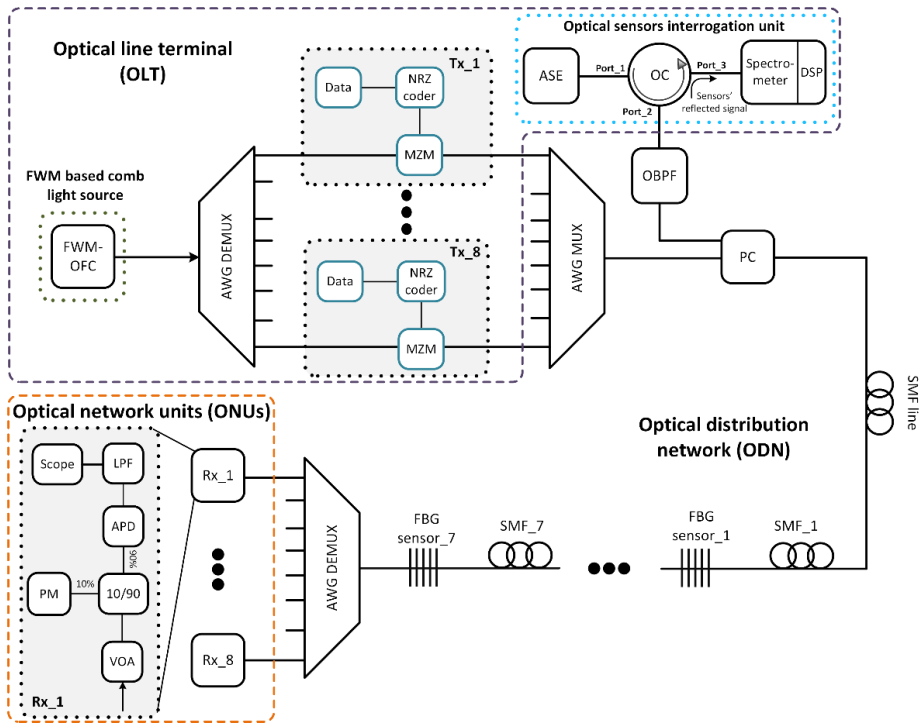 Optical line terminal
(OLT)
Tx_1
Data
NRZ
coder
MZM
Optical sensors interrogation unit
ASE
Port_1
OC
Port_3
Spectro-
meter
DSP
Sensors'
reflected signal
Port_2
OBPF
FWM based comb
light source
FWM-
OFC
AWG DEMUX
Tx_8
Data
NRZ
coder
MZM
AWG MUX
PC
SMF line
Optical distribution
network (ODN)
Optical network units (ONUs)
Scope
LPF
APD
90%
PM
10%
10/90
VOA
Rx_1
Rx_1
Rx_8
AWG DEMUX
FBG
sensor_7
SMF_7
FBG
sensor_1
SMF_1